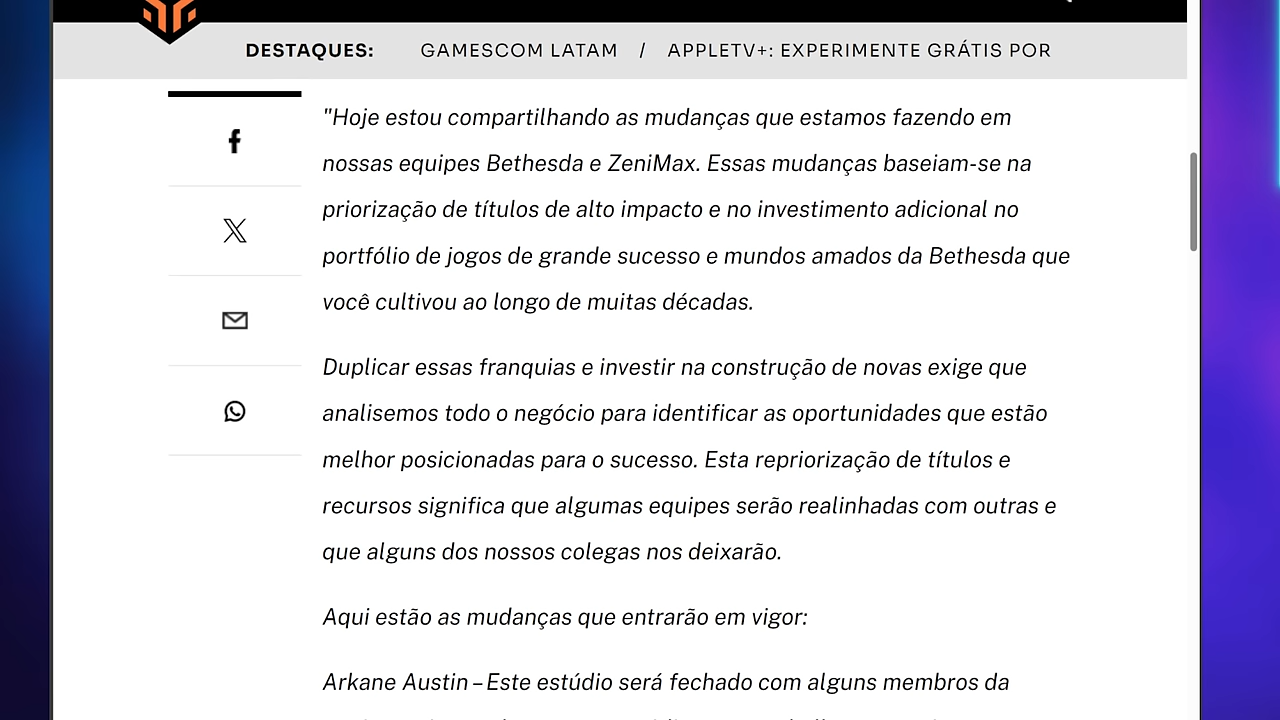 DESTAQUES: GAMESCOM LATAM / APPLETV+: EXPERIMENTE GRÁTIS POR
"Hoje estou compartilhando as mudanças que estamos fazendo em
nossas equipes Bethesda e ZeniMax. Essas mudanças baseiam-se na
priorização de títulos de alto impacto e no investimento adicional no
portfólio de jogos de grande sucesso e mundos amados da Bethesda que
você cultivou ao longo de muitas décadas.
Duplicar essas franquias e investir na construção de novas exige que
analisemos todo o negócio para identificar as oportunidades que estão
melhor posicionadas para o sucesso. Esta repriorização de títulos e
recursos significa que algumas equipes serão realinhadas com outras e
que alguns dos nossos colegas nos deixarão.
Aqui estão as mudanças que entrarão em vigor:
Arkane Austin – Este estúdio será fechado com alguns membros da